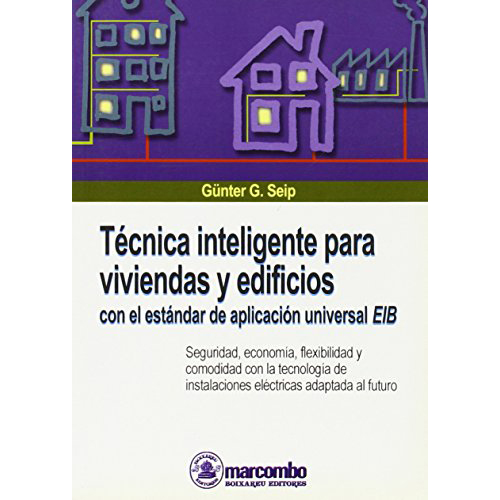 Günter G. Seip
Técnica inteligente para
viviendas y edificios
con el estándar de aplicación universal EIB
Seguridad, economía, flexibilidad y
comodidad con la tecnología de
instalaciones eléctricas adaptada al futuro
marcombo
BOIXAREU EDITORES